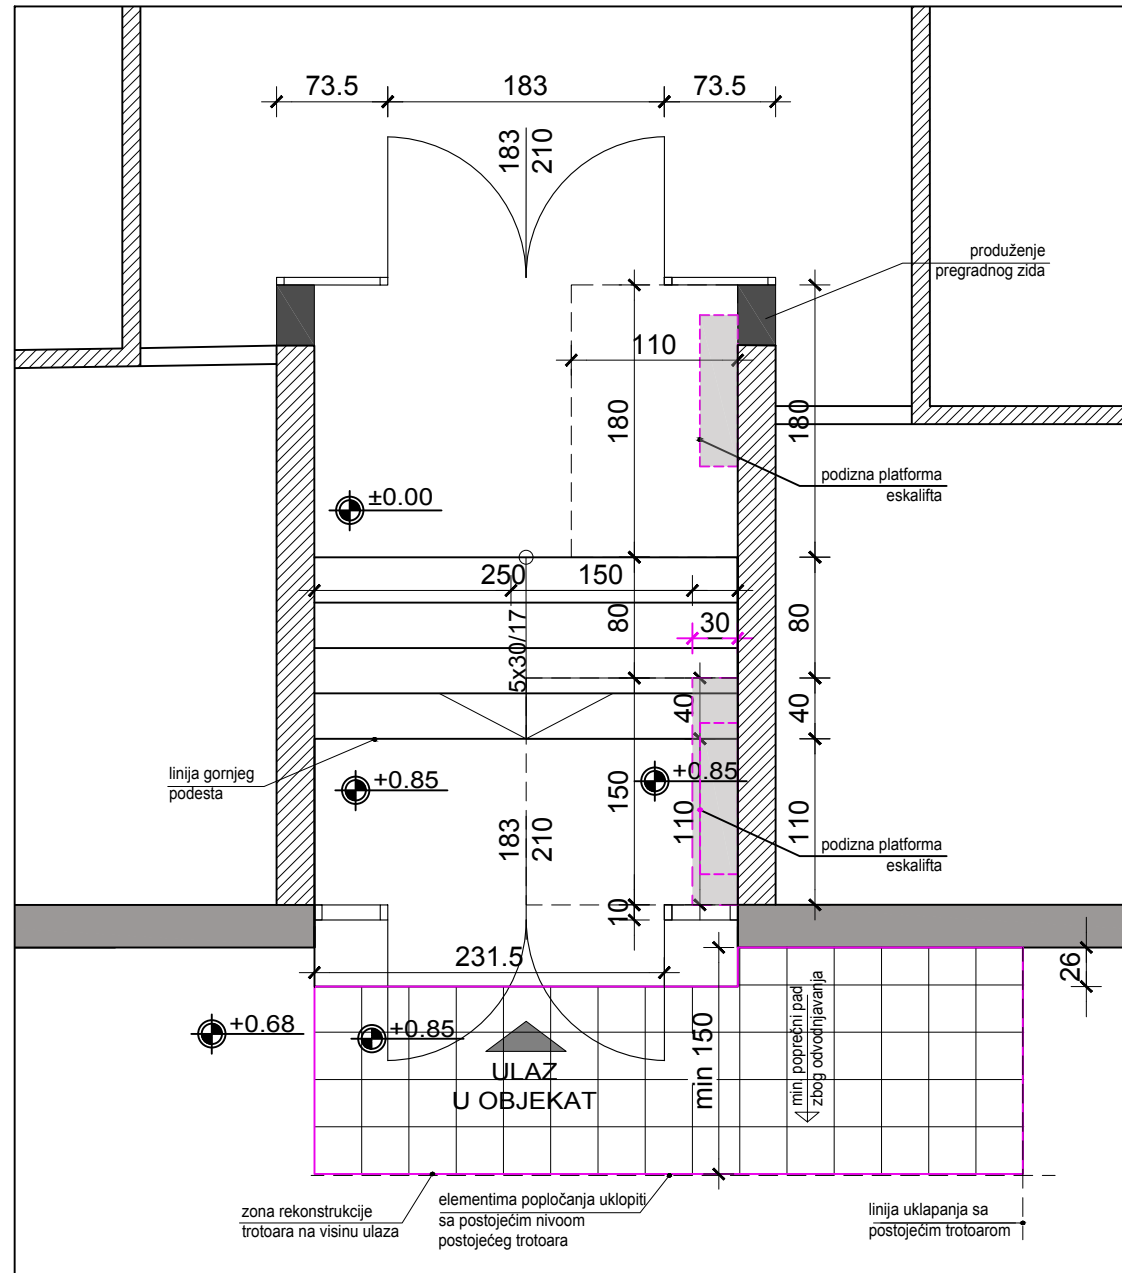 73.5
183
73.5
183
210
produženje
pregradnog zida
110
180
180
podizna platforma
eskalifta
±0.00
250
150
80
80
30
5x30/17
40
40
linija gornjeg
podesta
+0.85
+0.85
150
110
110
183
210
podizna platforma
eskalifta
10
231.5
26
min. poprečni pad
zbog odvodnjavanja
+0.68
+0.85
min 150
ULAZ
U OBJEKAT
zona rekonstrukcije
trotoara na visinu ulaza
elementima popločanja uklopiti
sa postojećim nivoom
postojećeg trotoara
linija uklapanja sa
postojećim trotoarom